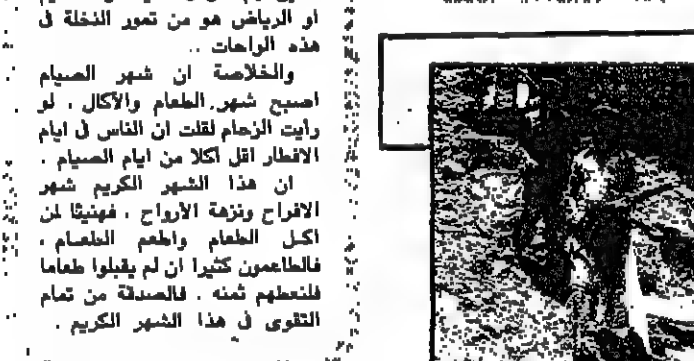 او الرياض هو من تمور النخلة فى
هذه الواحات ..
والخلاصة ان شهر الصيام
اصبح شهر الطعام والأكال ، لو
رأيت الزحام لقلت ان الناس فى ايام
الافطار اقل اكلا من ايام الصيام .
ان هذا الشهر الكريم شهر
الافراح ونزهة الأرواح ، فهنيئا لمن
اكل الطعام واطعم الطعام ،
فالطاعمون كثيرا ان لم يقبلوا طعاما
فلنعطهم ثمنه . فالصدقة من تمام
التقوى فى هذا الشهر الكريم .